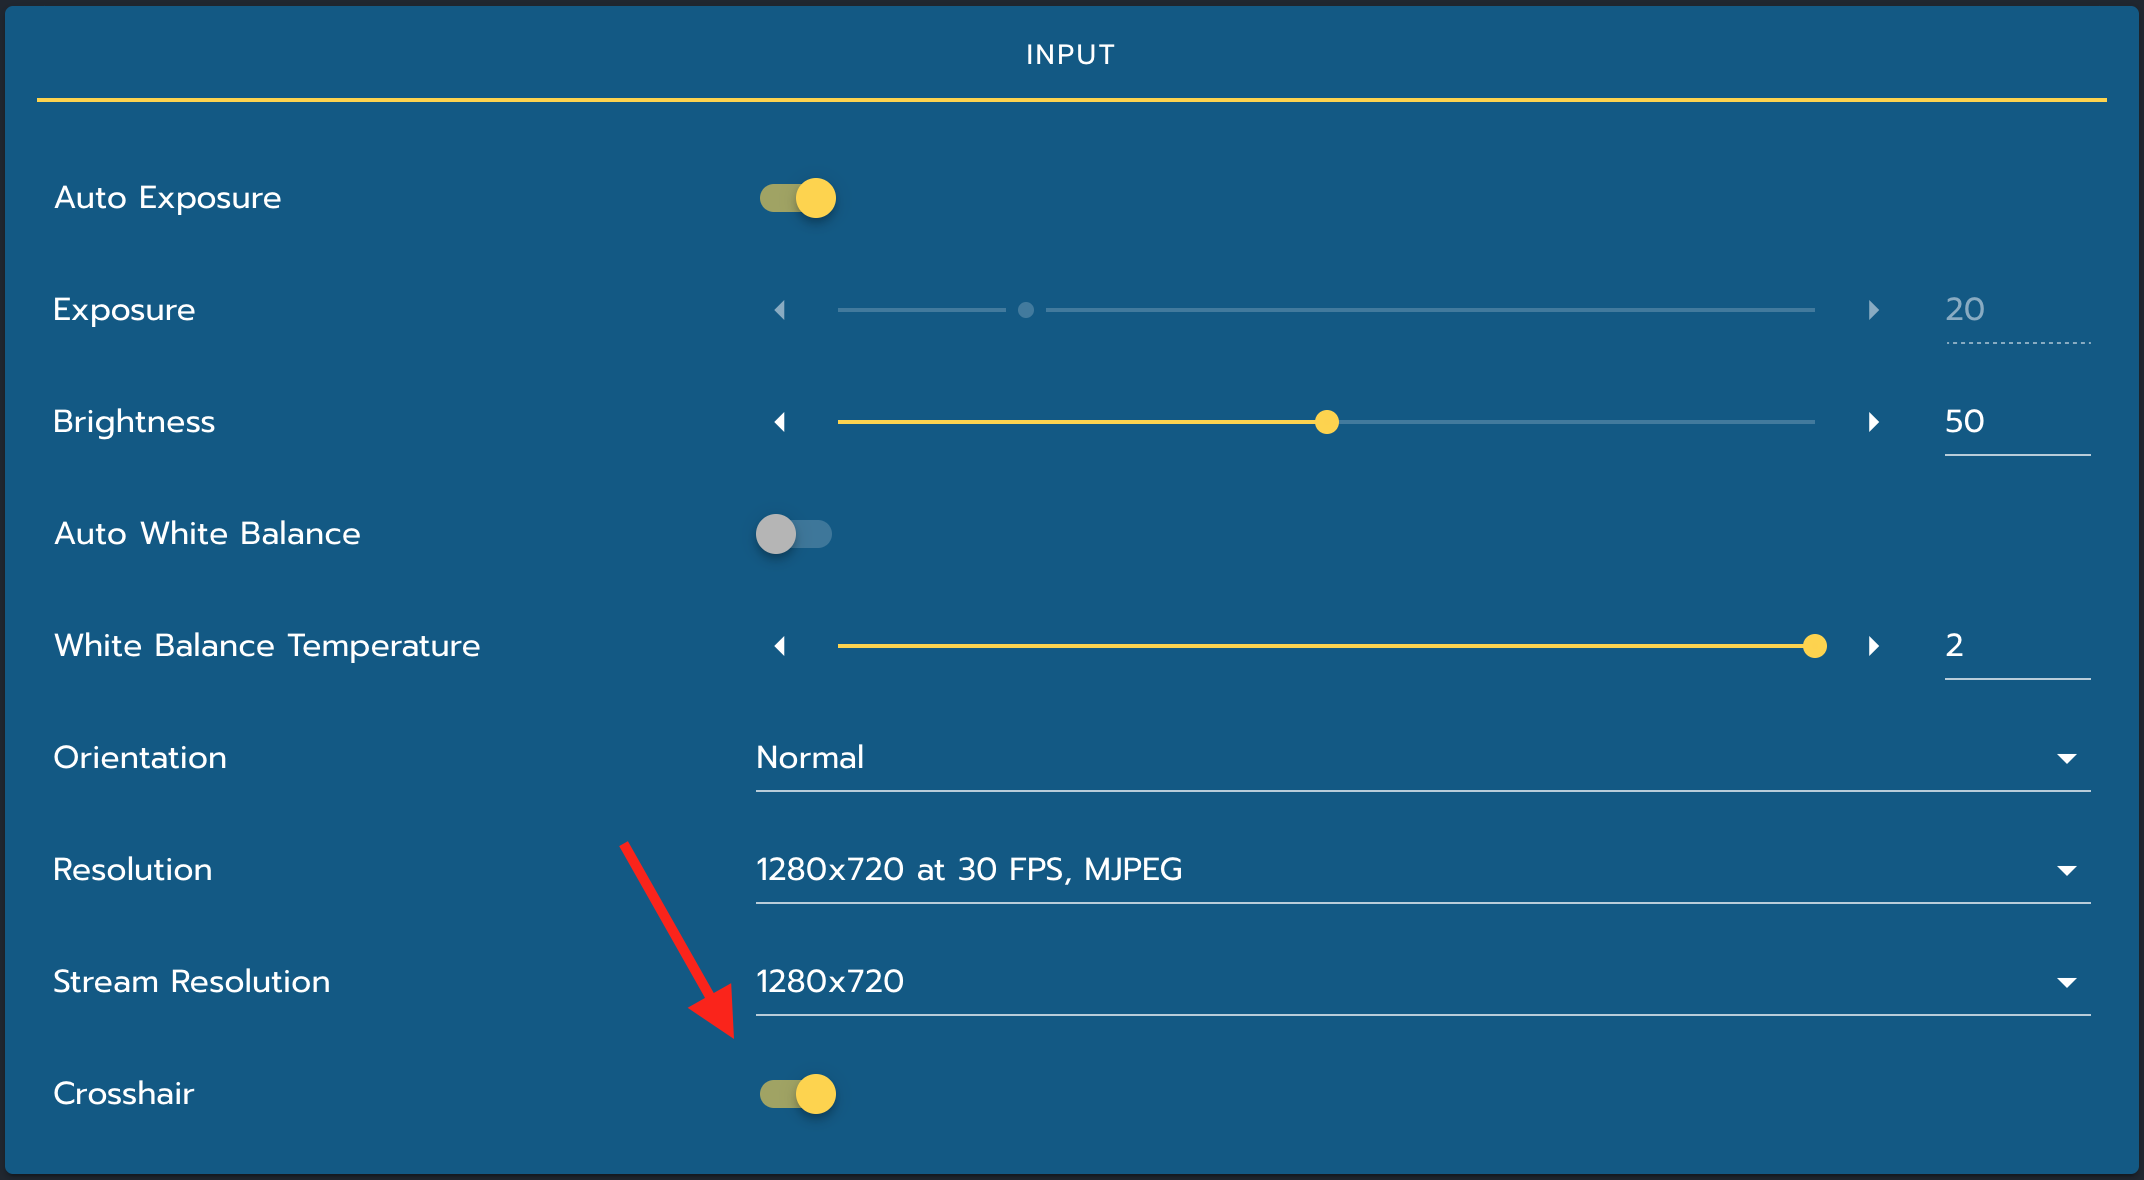 INPUT
Auto Exposure
Exposure 20
Brightness 50
Auto White Balance
White Balance Temperature 2
Orientation Normal
Resolution 1280x720 at 30 FPS, MJPEG
Stream Resolution 1280x720
Crosshair